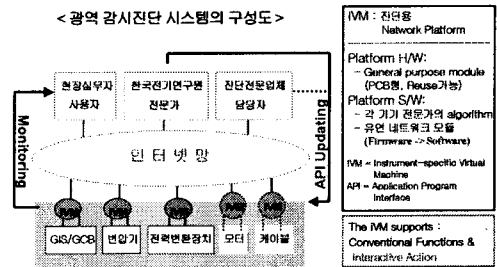 < 광역 감시진단 시스템의 구성도 >
현장실무자
사용자
한국전기연구원
전문가
진단전문업체
담당자
Monitoring
API Updating
인터넷망
IVM
IVM
IVM
IVM
IVM
GIS/GCB
변압기
전력변환장치
모터
케이블
IVM : 진단용
Network Platform
Platform H/W:
- General purpose module
(PCB형, Reuse가능)
Platform S/W:
- 각 기기 전문가의 algorithm
- 유연 네트워크 모듈
(Firmware -> Software)
IVM = Instrument-specific Virtual
Machine
API = Application Program
Interface
The IVM supports :
Conventional Functions &
Interactive Action